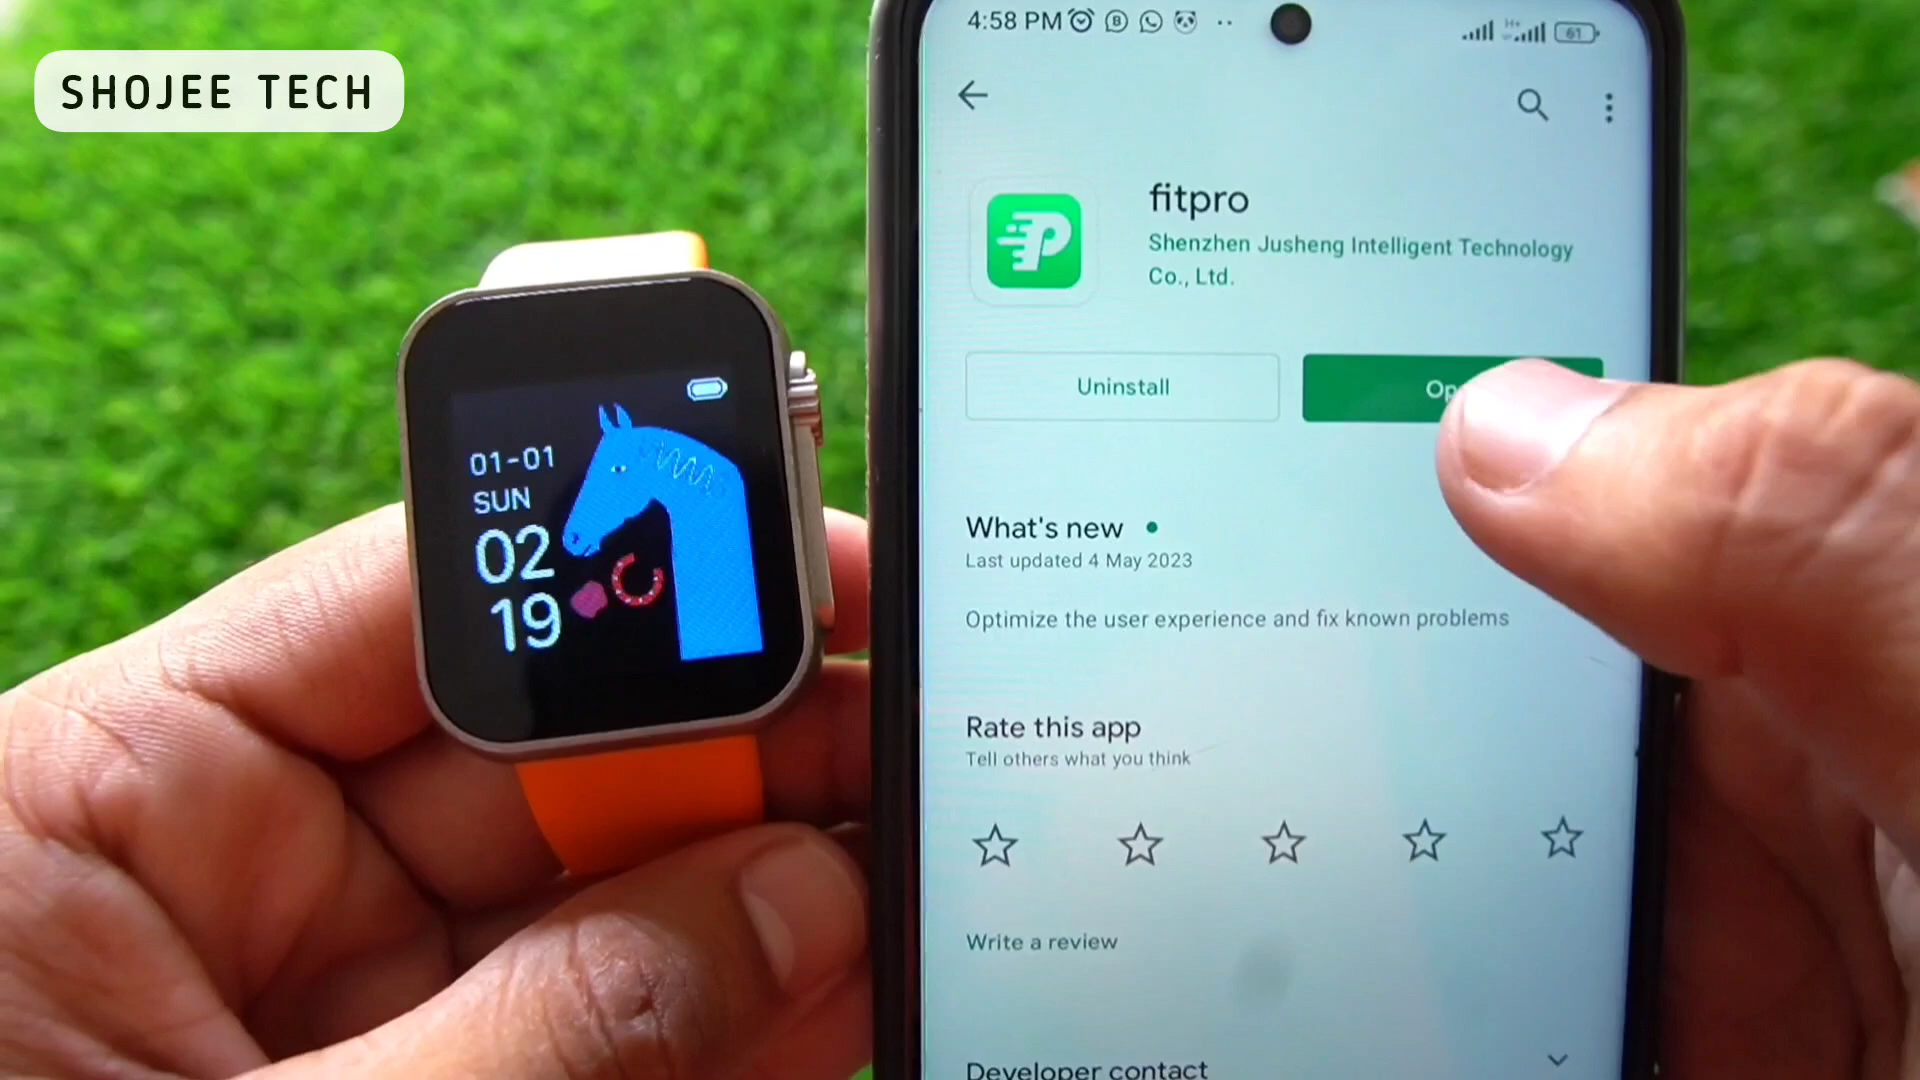 SHOJEE TECH
01-01
SUN
02
19
4:58 PM
61
fitpro
Shenzhen Jusheng Intelligent Technology
Co., Ltd.
Uninstall
What's new
Last updated 4 May 2023
Optimize the user experience and fix known problems
Rate this app
Tell others what you think
Write a review
Developer contact